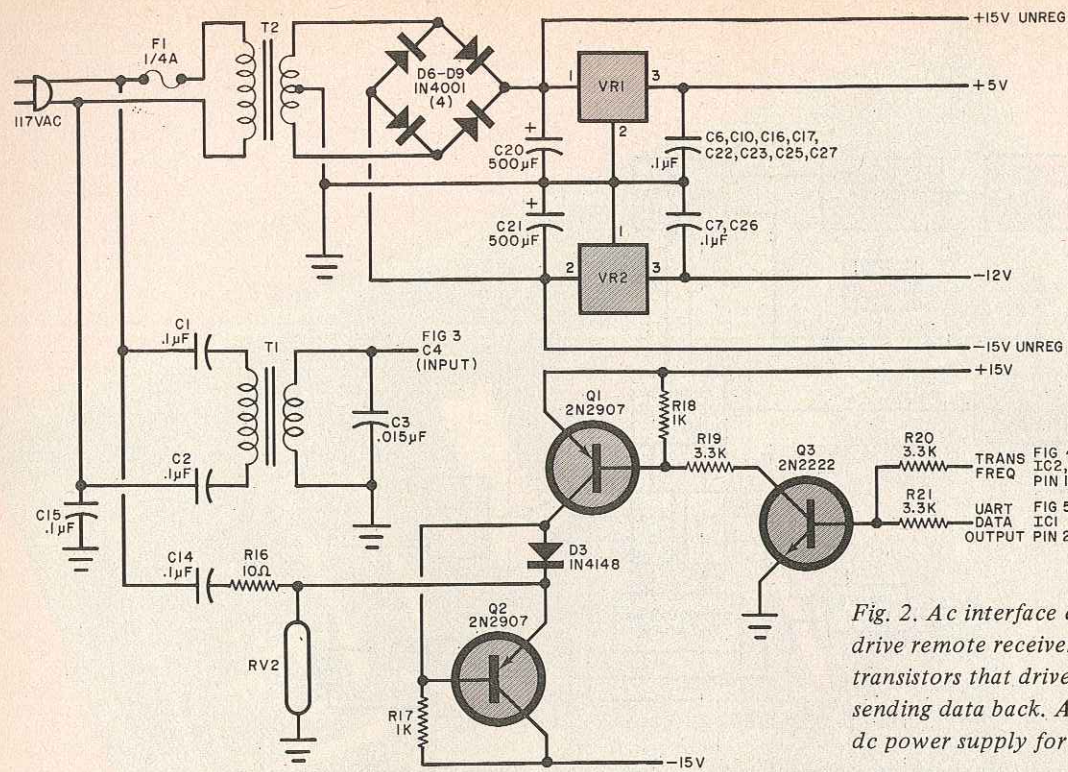 F1
1/4A
117VAC
T2
D6-D9
1N4001
(4)
+15V UNREG
1
VR1
3
+5V
2
+
C20
500µF
C6,C10,C16,C17,
C22,C23,C25,C27
.1µF
+
C21
500µF
1
C7,C26
.1µF
2
VR2
3
-12V
-15V UNREG
C1
.1µF
T1
FIG 3
C4
(INPUT)
C3
.015µF
C2
.1µF
C15
.1µF
C14
.1µF
R16
10Ω
RV2
+15V
Q1
2N2907
R18
1K
R19
3.3K
Q3
2N2222
R20
3.3K
TRANS
FREQ
FIG
IC2,
PIN
R21
3.3K
UART
DATA
OUTPUT
FIG 5
IC1
PIN 2
D3
1N4148
Q2
2N2907
R17
1K
-15V
Fig. 2. Ac interface
drive remote receive
transistors that drive
sending data back. A
dc power supply for